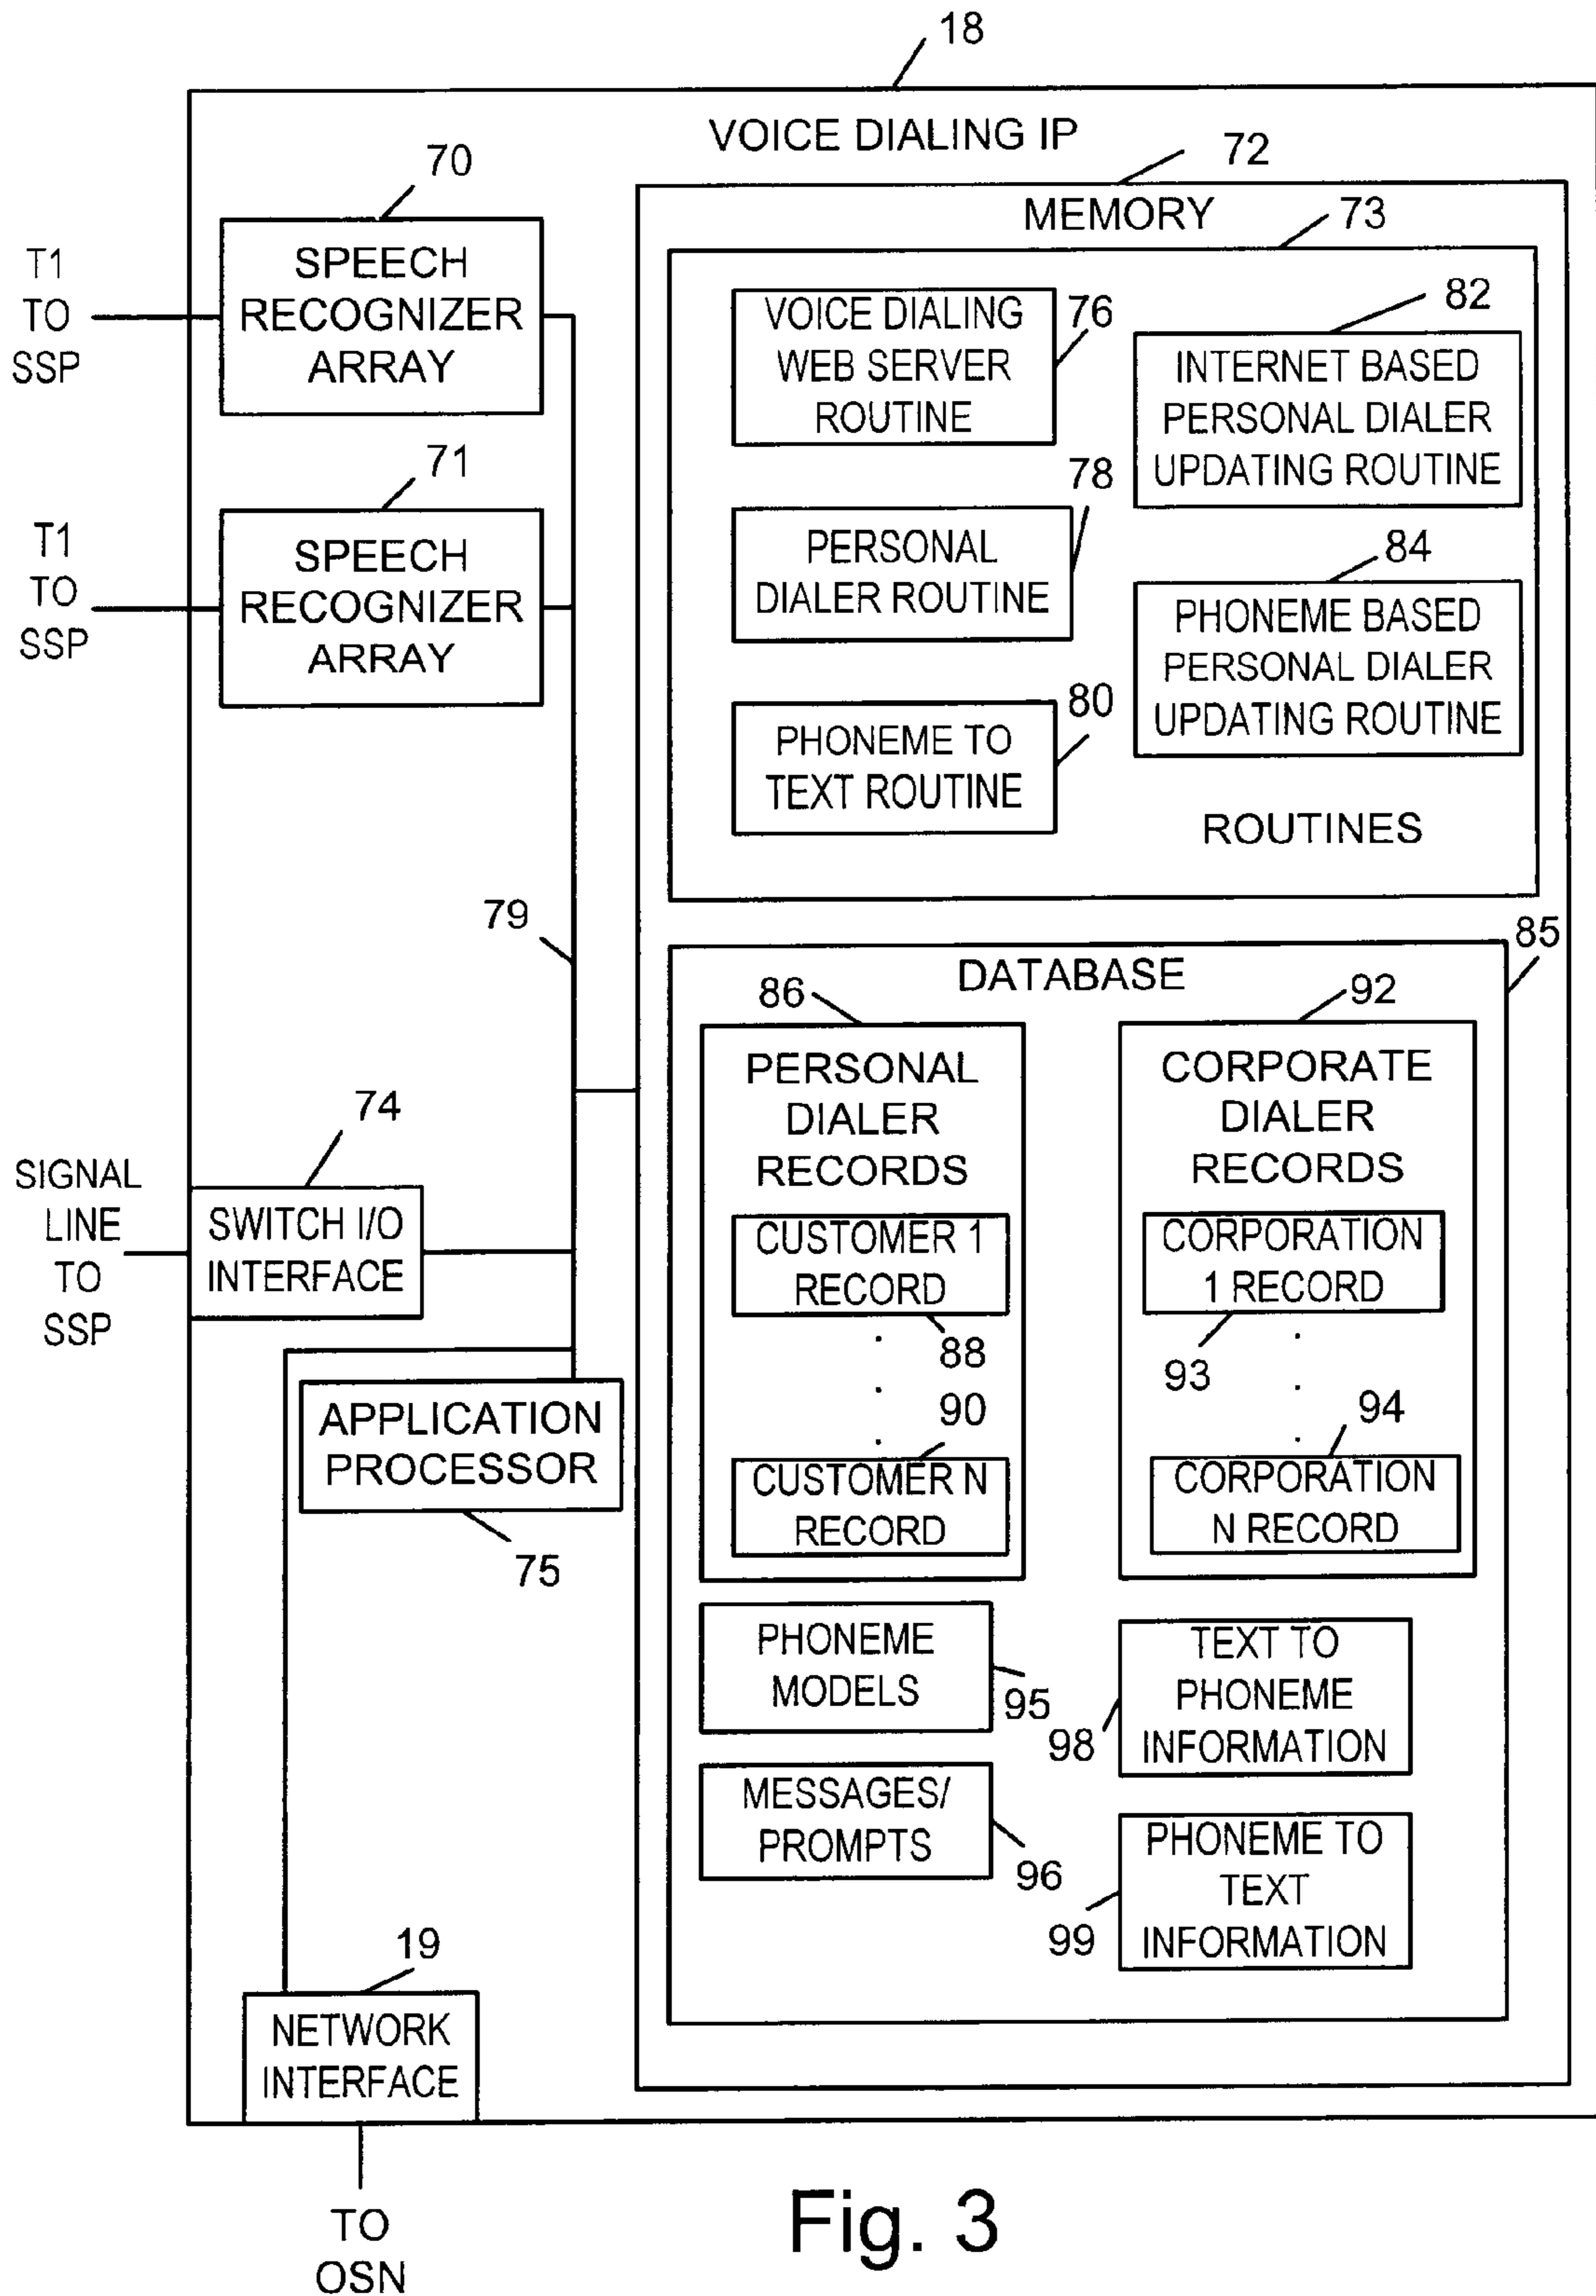 18
VOICE DIALING IP
70
72
T1
TO
SSP
SPEECH
RECOGNIZER
ARRAY
MEMORY
73
VOICE DIALING
WEB SERVER
ROUTINE
76
82
INTERNET BASED
PERSONAL DIALER
UPDATING ROUTINE
71
T1
TO
SSP
SPEECH
RECOGNIZER
ARRAY
78
PERSONAL
DIALER ROUTINE
84
PHONEME BASED
PERSONAL DIALER
UPDATING ROUTINE
80
PHONEME TO
TEXT ROUTINE
ROUTINES
79
85
DATABASE
86
92
PERSONAL
DIALER
RECORDS
CORPORATE
DIALER
RECORDS
74
SIGNAL
LINE
TO
SSP
SWITCH I/O
INTERFACE
CUSTOMER 1
RECORD
88
CORPORATION
1 RECORD
93
90
94
APPLICATION
PROCESSOR
75
CUSTOMER N
RECORD
CORPORATION
N RECORD
PHONEME
MODELS
95
TEXT TO
PHONEME
INFORMATION
98
MESSAGES/
PROMPTS
96
PHONEME TO
TEXT
INFORMATION
99
19
NETWORK
INTERFACE
TO
OSN
Fig. 3